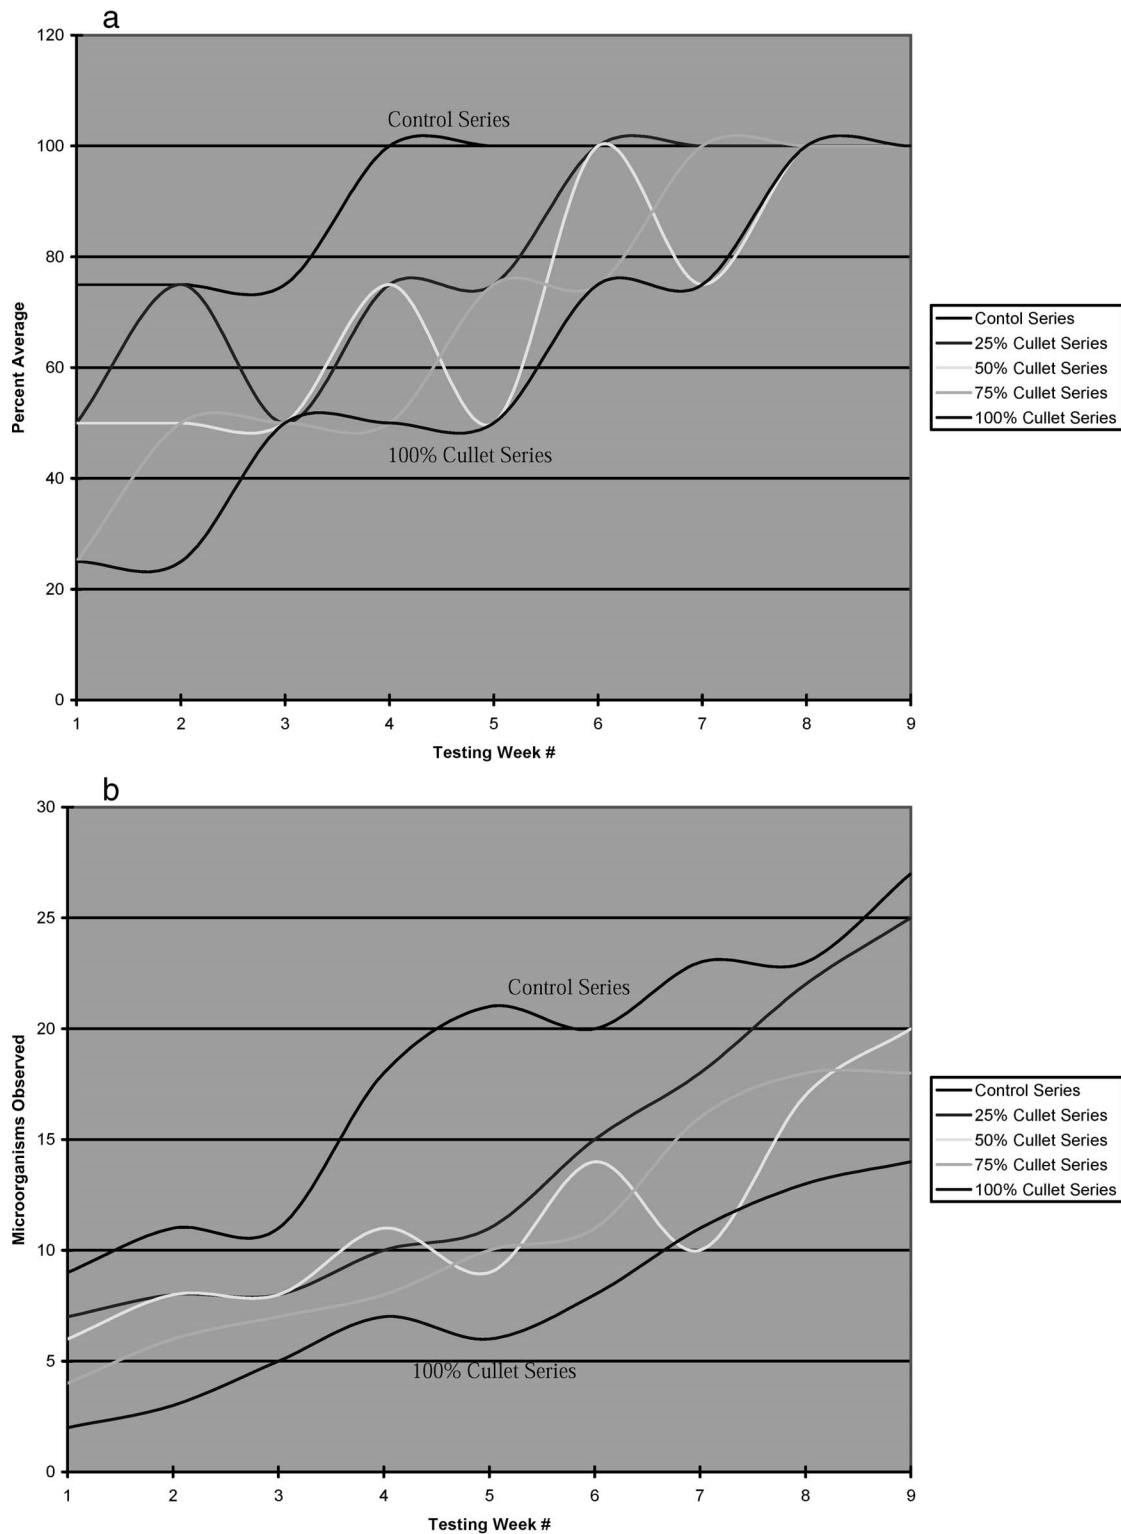 a
120
100
80
60
40
20
0
Percent Average
Control Series
100% Cullet Series
1 2 3 4 5 6 7 8 9
Testing Week #
Contol Series
25% Cullet Series
50% Cullet Series
75% Cullet Series
100% Cullet Series
b
30
25
20
15
10
5
0
Microorganisms Observed
Control Series
100% Cullet Series
1 2 3 4 5 6 7 8 9
Testing Week #
Control Series
25% Cullet Series
50% Cullet Series
75% Cullet Series
100% Cullet Series